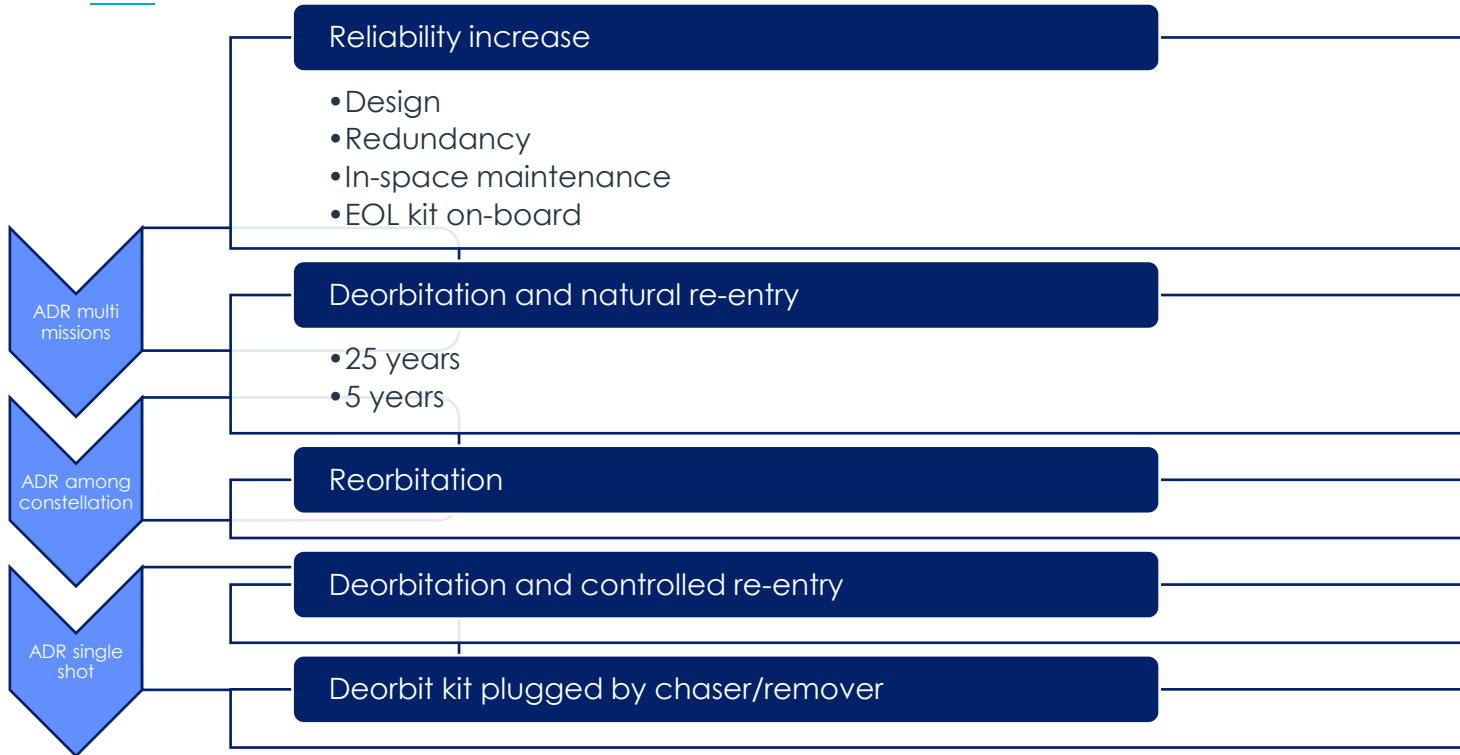 Reliability increase
•Design
•Redundancy
•In-space maintenance
•EOL kit on-board
ADR multi
missions
Deorbitation and natural re-entry
•25 years
•5 years
ADR among
constellation
Reorbitation
Deorbitation and controlled re-entry
ADR single
shot
Deorbit kit plugged by chaser/remover